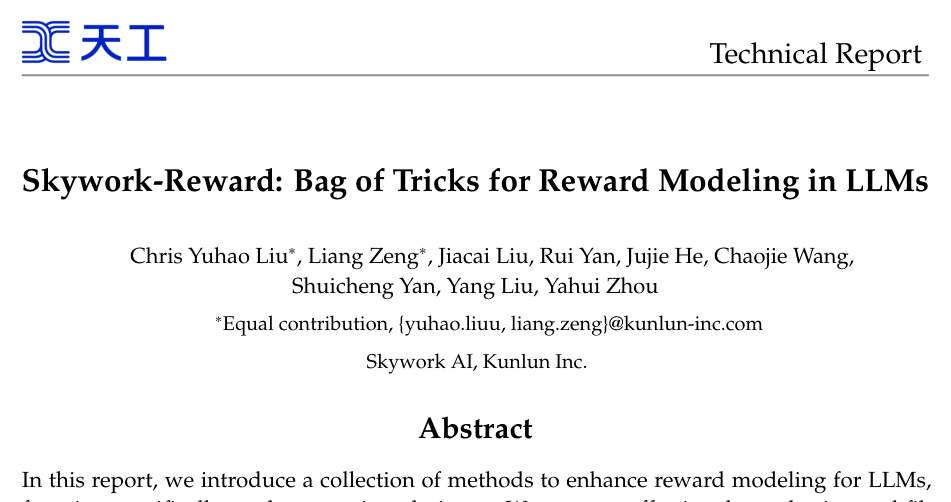 天工
Technical Report
Skywork-Reward: Bag of Tricks for Reward Modeling in LLMs
Chris Yuhao Liu*, Liang Zeng*, Jiacai Liu, Rui Yan, Jujie He, Chaojie Wang,
Shuicheng Yan, Yang Liu, Yahui Zhou
*Equal contribution, {yuhao.liuu, liang.zeng}@kunlun-inc.com
Skywork AI, Kunlun Inc.
Abstract
In this report, we introduce a collection of methods to enhance reward modeling for LLMs,